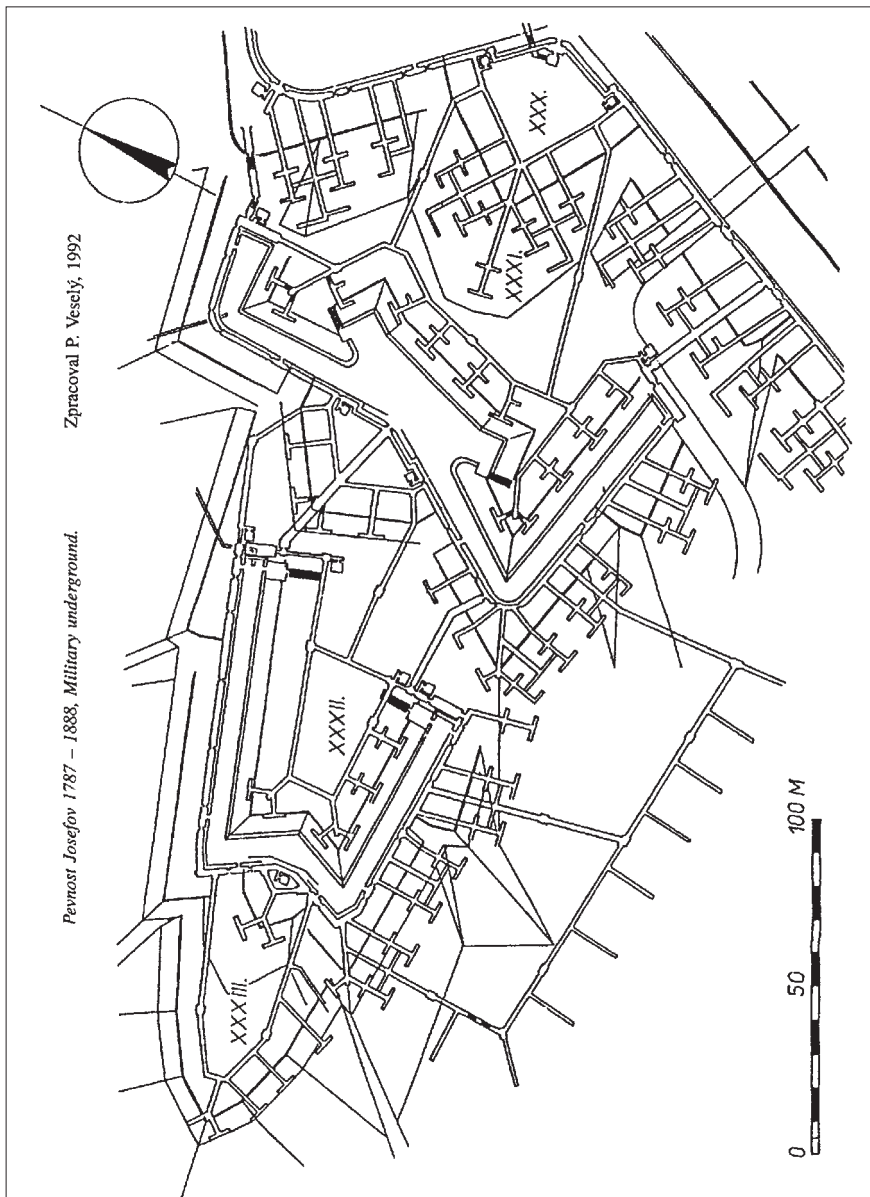 Pevnost Josefov 1787 – 1888, Military underground.
Zpracoval P. Veselý, 1992
XXX.
XXXI.
XXXII.
XXXIII.
0 50 100 M